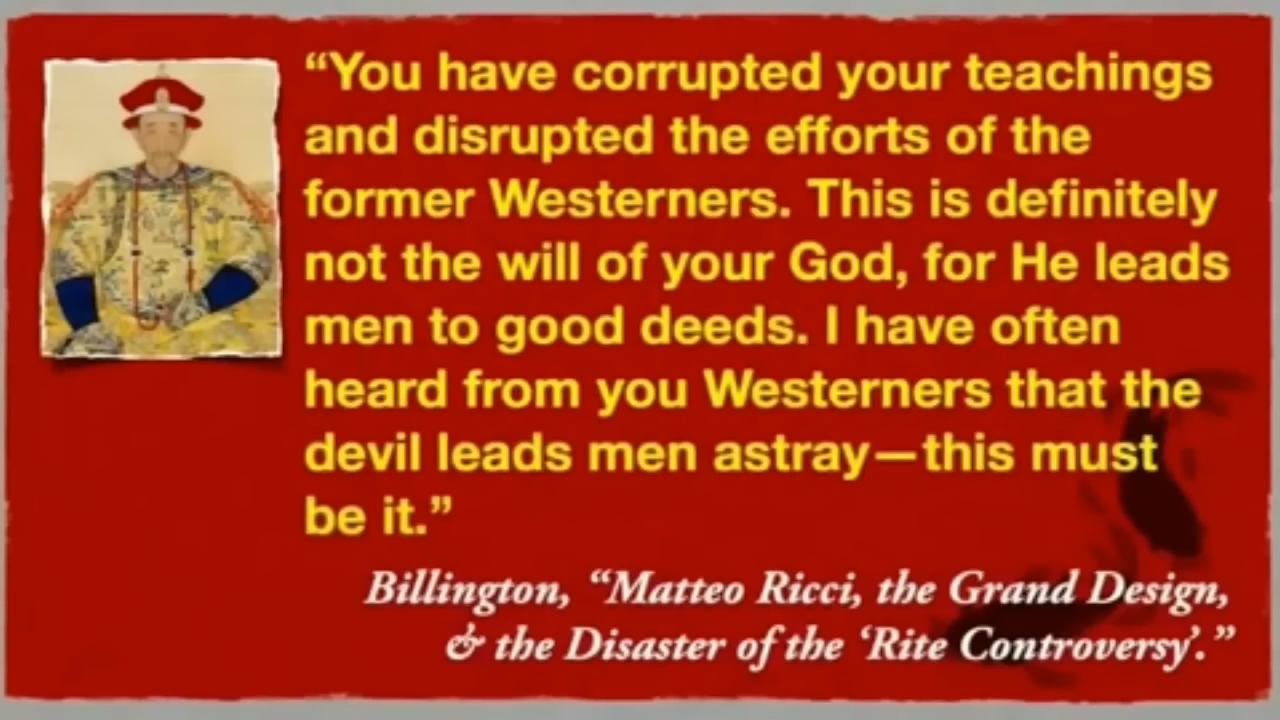 “You have corrupted your teachings
and disrupted the efforts of the
former Westerners. This is definitely
not the will of your God, for He leads
men to good deeds. I have often
heard from you Westerners that the
devil leads men astray—this must
be it.”
Billington, “Matteo Ricci, the Grand Design,
& the Disaster of the ‘Rite Controversy’.”